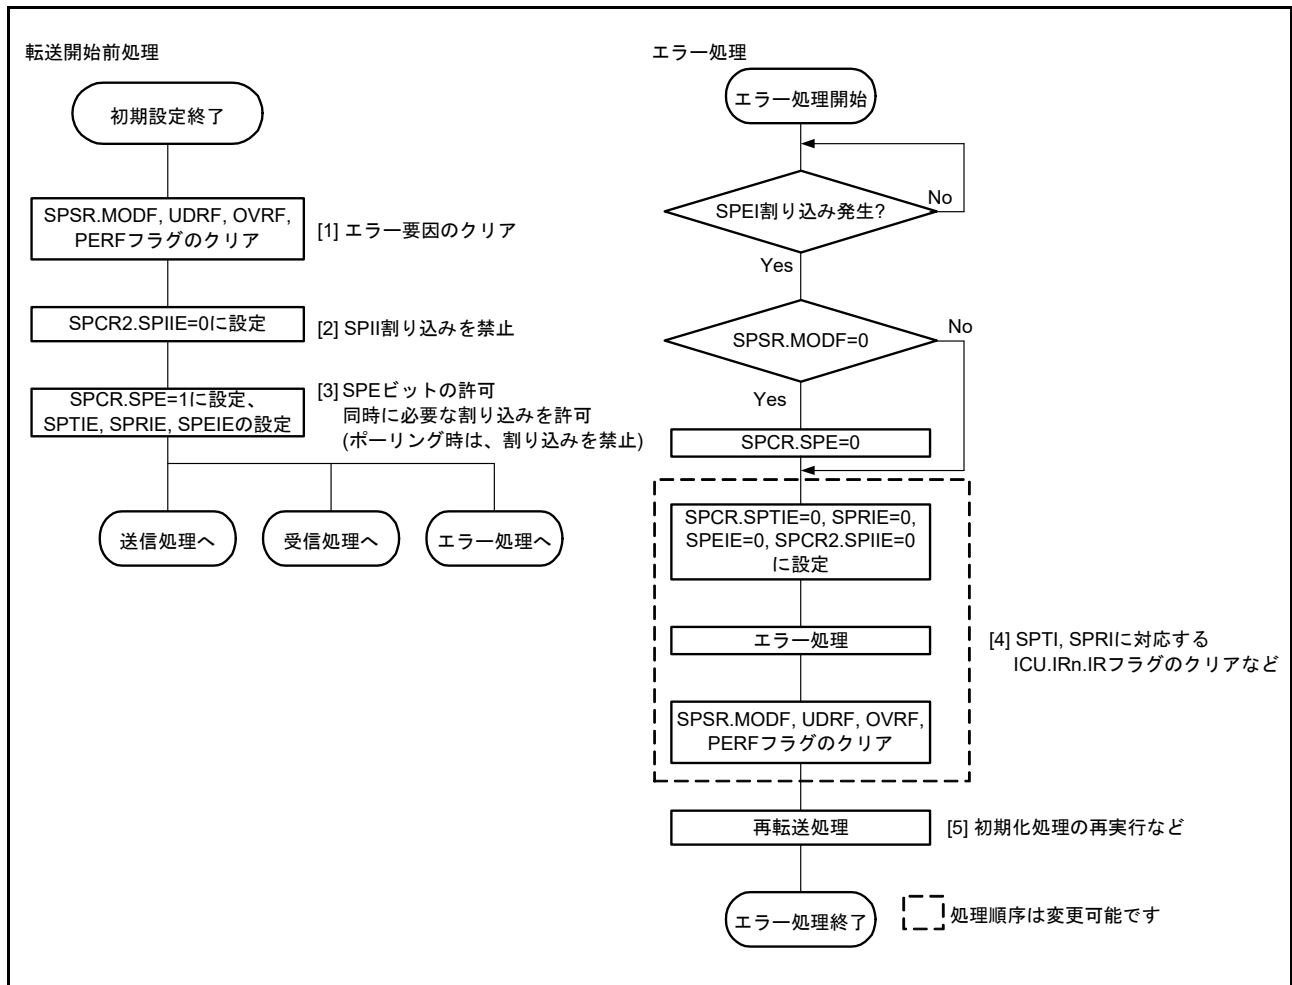 転送開始前処理
初期設定終了
SPSR.MODF, UDRF, OVRF,
PERFフラグのクリア
[1] エラー要因のクリア
SPCR2.SPIIE=0に設定
[2] SPII割り込みを禁止
SPCR.SPE=1に設定、
SPTIE, SPRIE, SPEIEの設定
[3] SPEビットの許可
同時に必要な割り込みを許可
(ポーリング時は、割り込みを禁止)
送信処理へ
受信処理へ
エラー処理へ
エラー処理
エラー処理開始
SPEI割り込み発生?
No
Yes
SPSR.MODF=0
No
Yes
SPCR.SPE=0
SPCR.SPTIE=0, SPRIE=0,
SPEIE=0, SPCR2.SPIIE=0
に設定
エラー処理
[4] SPTI, SPRIに対応する
ICU.IRn.IRフラグのクリアなど
SPSR.MODF, UDRF, OVRF,
PERFフラグのクリア
再転送処理
[5] 初期化処理の再実行など
エラー処理終了
処理順序は変更可能です